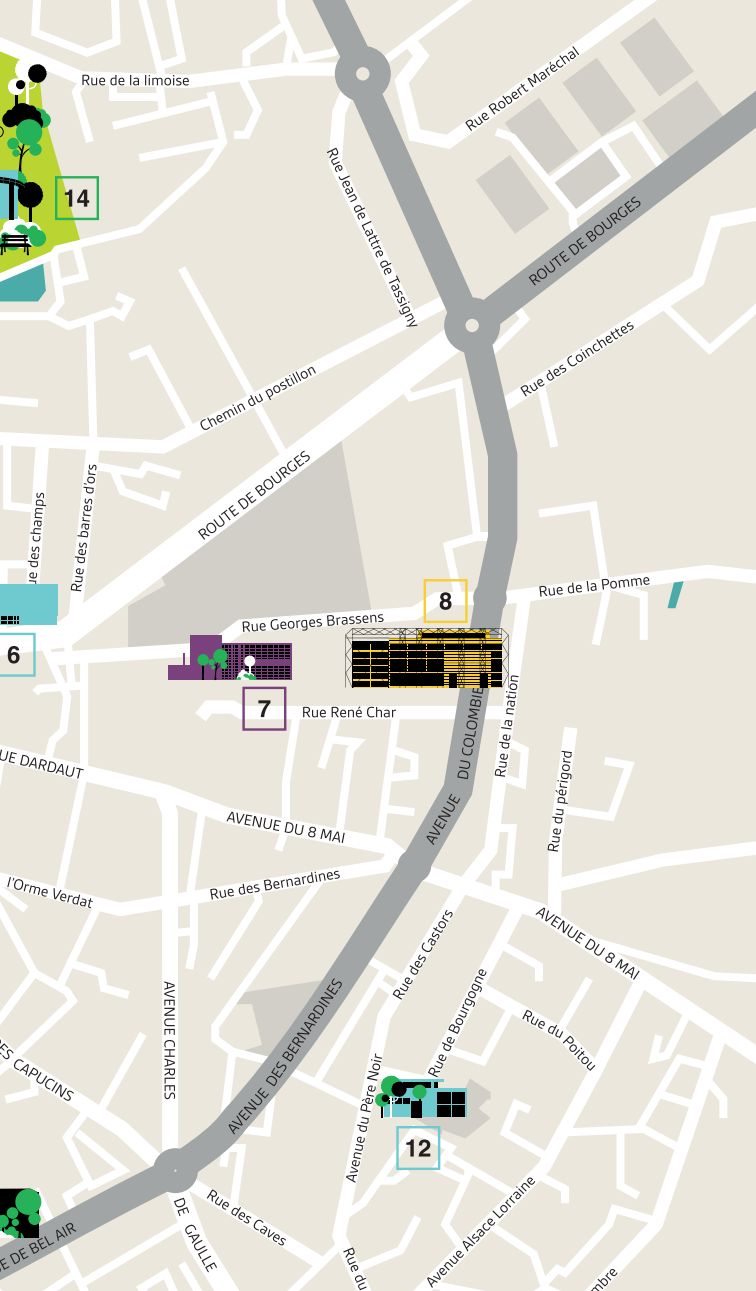 Rue de la limoise
Rue Robert Maréchal
14
Rue Jean de Lattre de Tassigny
ROUTE DE BOURGES
Rue des Coinchettes
Chemin du postillon
ROUTE DE BOURGES
Rue des barres d'ors
ue des champs
Rue de la Pomme
8
Rue Georges Brassens
6
7
Rue René Char
AVENUE DU COLOMBIE
Rue de la nation
Rue du périgord
UE DARDAUT
AVENUE DU 8 MAI
Rue des Bernardines
l'Orme Verdat
AVENUE DU 8 MAI
Rue des Castors
AVENUE CHARLES
Rue de Bourgogne
Rue du Poitou
AVENUE DES BERNARDINES
ES CAPUCINS
Avenue du Père Noir
12
Rue des Caves
DE GAULLE
Avenue Alsace Lorraine
E DE BEL AIR
Rue du
mbre